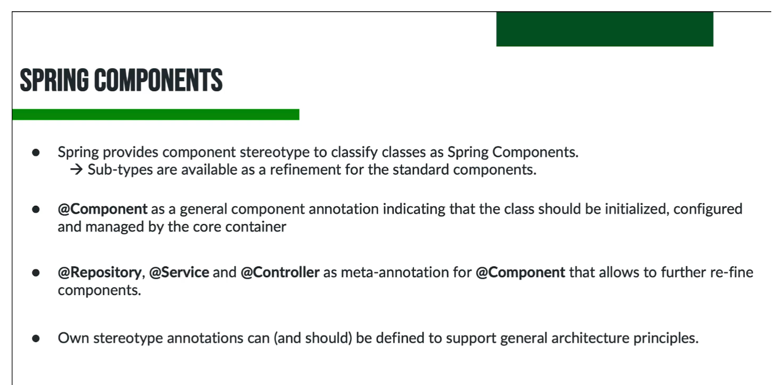 SPRING COMPONENTS
● Spring provides component stereotype to classify classes as Spring Components.
→ Sub-types are available as a refinement for the standard components.
● @Component as a general component annotation indicating that the class should be initialized, configured
and managed by the core container
● @Repository, @Service and @Controller as meta-annotation for @Component that allows to further re-fine
components.
● Own stereotype annotations can (and should) be defined to support general architecture principles.